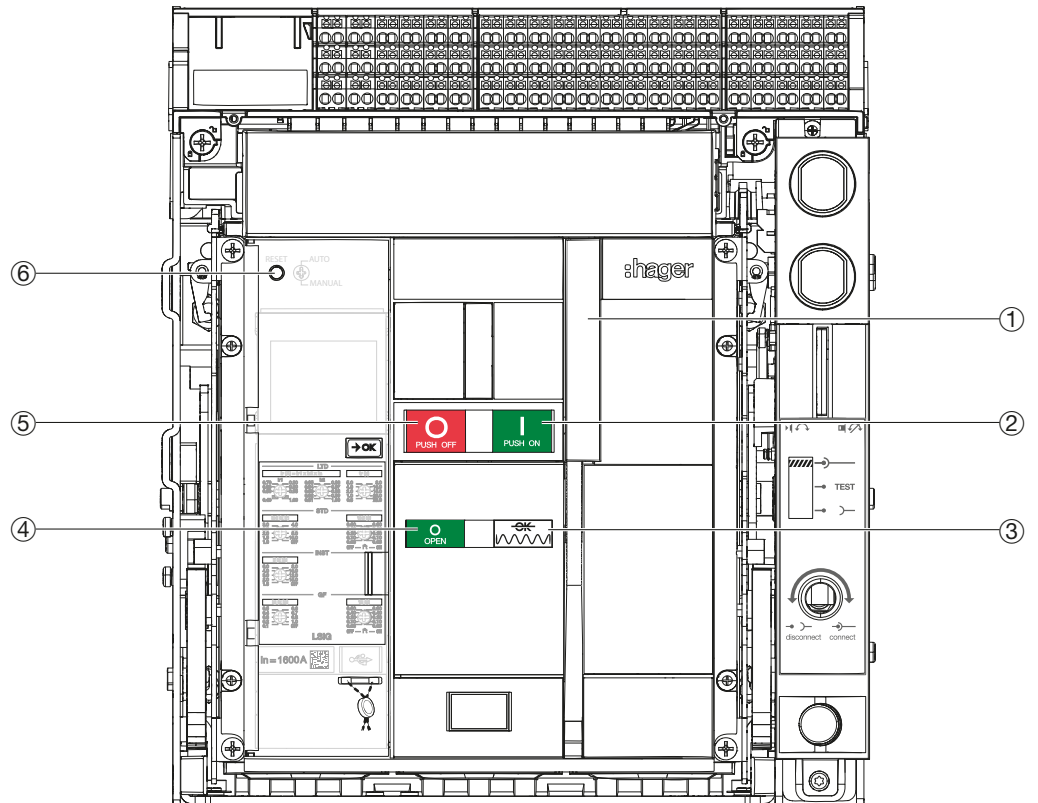 RESET
AUTO
MANUAL
:hager
⑥
①
⑤
O
PUSH OFF
I
PUSH ON
②
→OK
LTD
TEST
④
O
OPEN
OK
③
STD
INST
GF
LSIG
disconnect
connect
In = 1600A